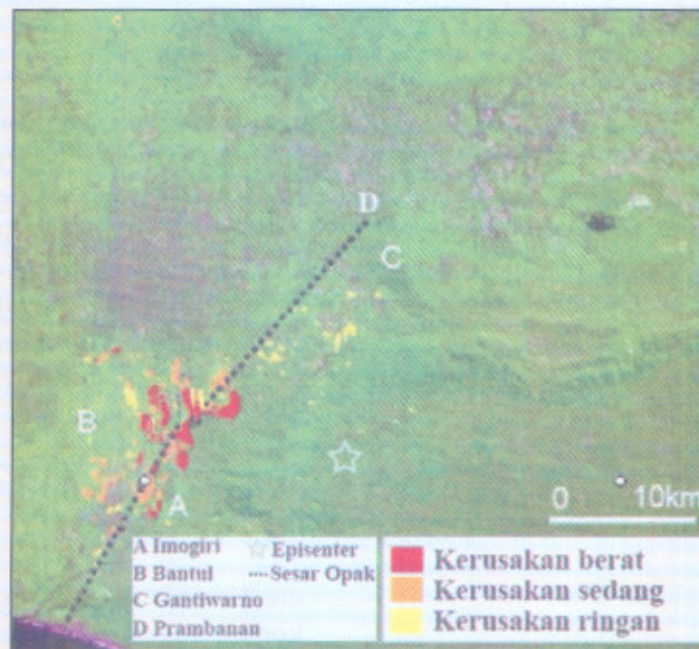 D
C
B
A
0 10km
A Imogiri
B Bantul
C Gantiwarno
D Prambanan
Episenter
Sesar Opak
Kerusakan berat
Kerusakan sedang
Kerusakan ringan